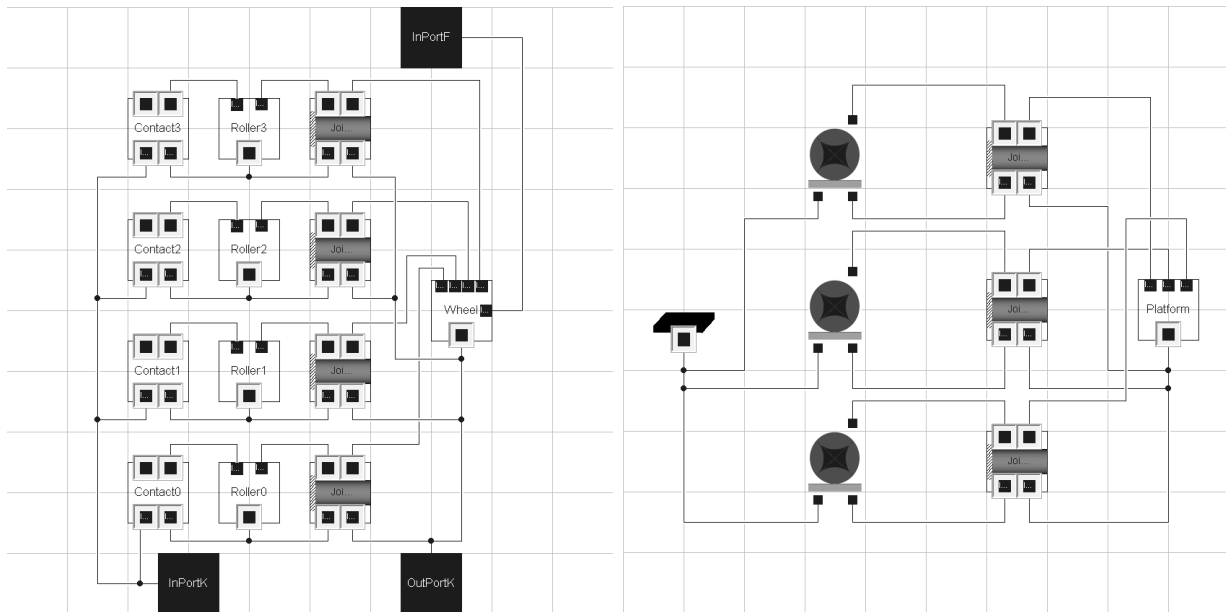 InPortF
Contact3 Roller3 Joi...
Contact2 Roller2 Joi...
Wheel
Contact1 Roller1 Joi...
Contact0 Roller0 Joi...
InPortK OutPortK
Joi...
Joi... Platform
Joi...